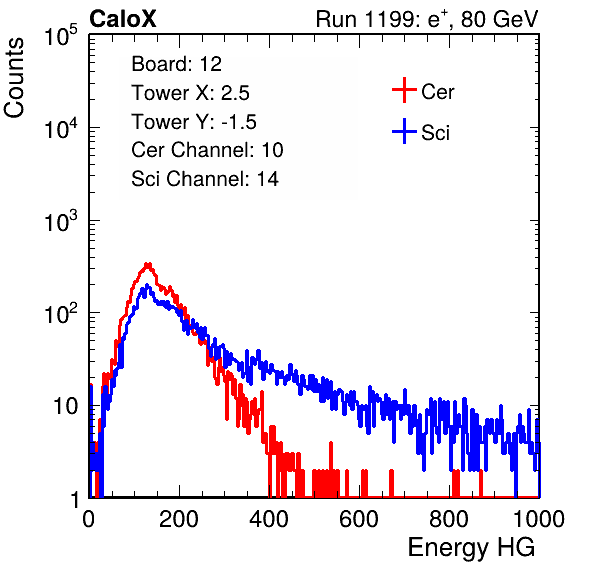 CaloX Run 1199: e⁺, 80 GeV
Counts
10⁵
10⁴
10³
10²
10
1
Board: 12
Tower X: 2.5
Tower Y: -1.5
Cer Channel: 10
Sci Channel: 14
Cer
Sci
0 200 400 600 800 1000
Energy HG